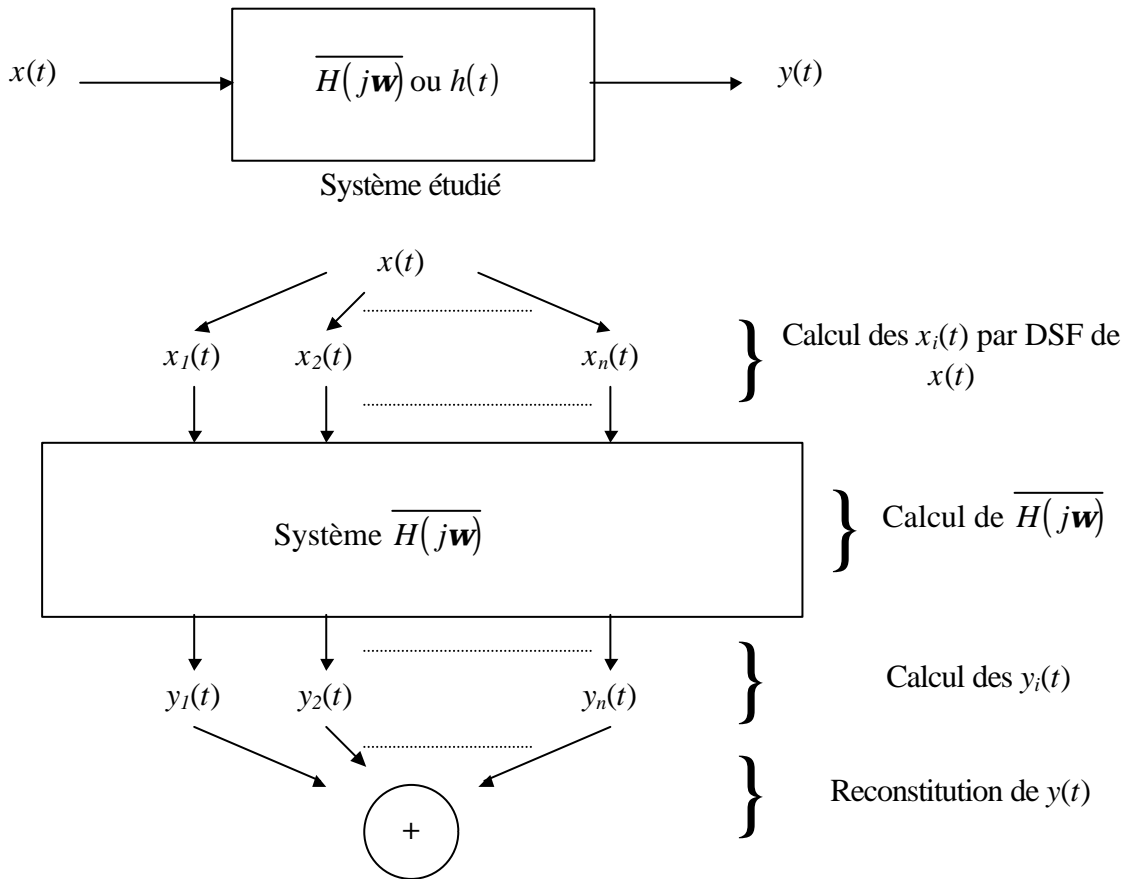 x(t)
H(jw) ou h(t)
y(t)
Système étudié
x(t)
x1(t)
x2(t)
xn(t)
} Calcul des xi(t) par DSF de
x(t)
Système H(jw)
} Calcul de H(jw)
y1(t)
y2(t)
yn(t)
} Calcul des yi(t)
+
} Reconstitution de y(t)